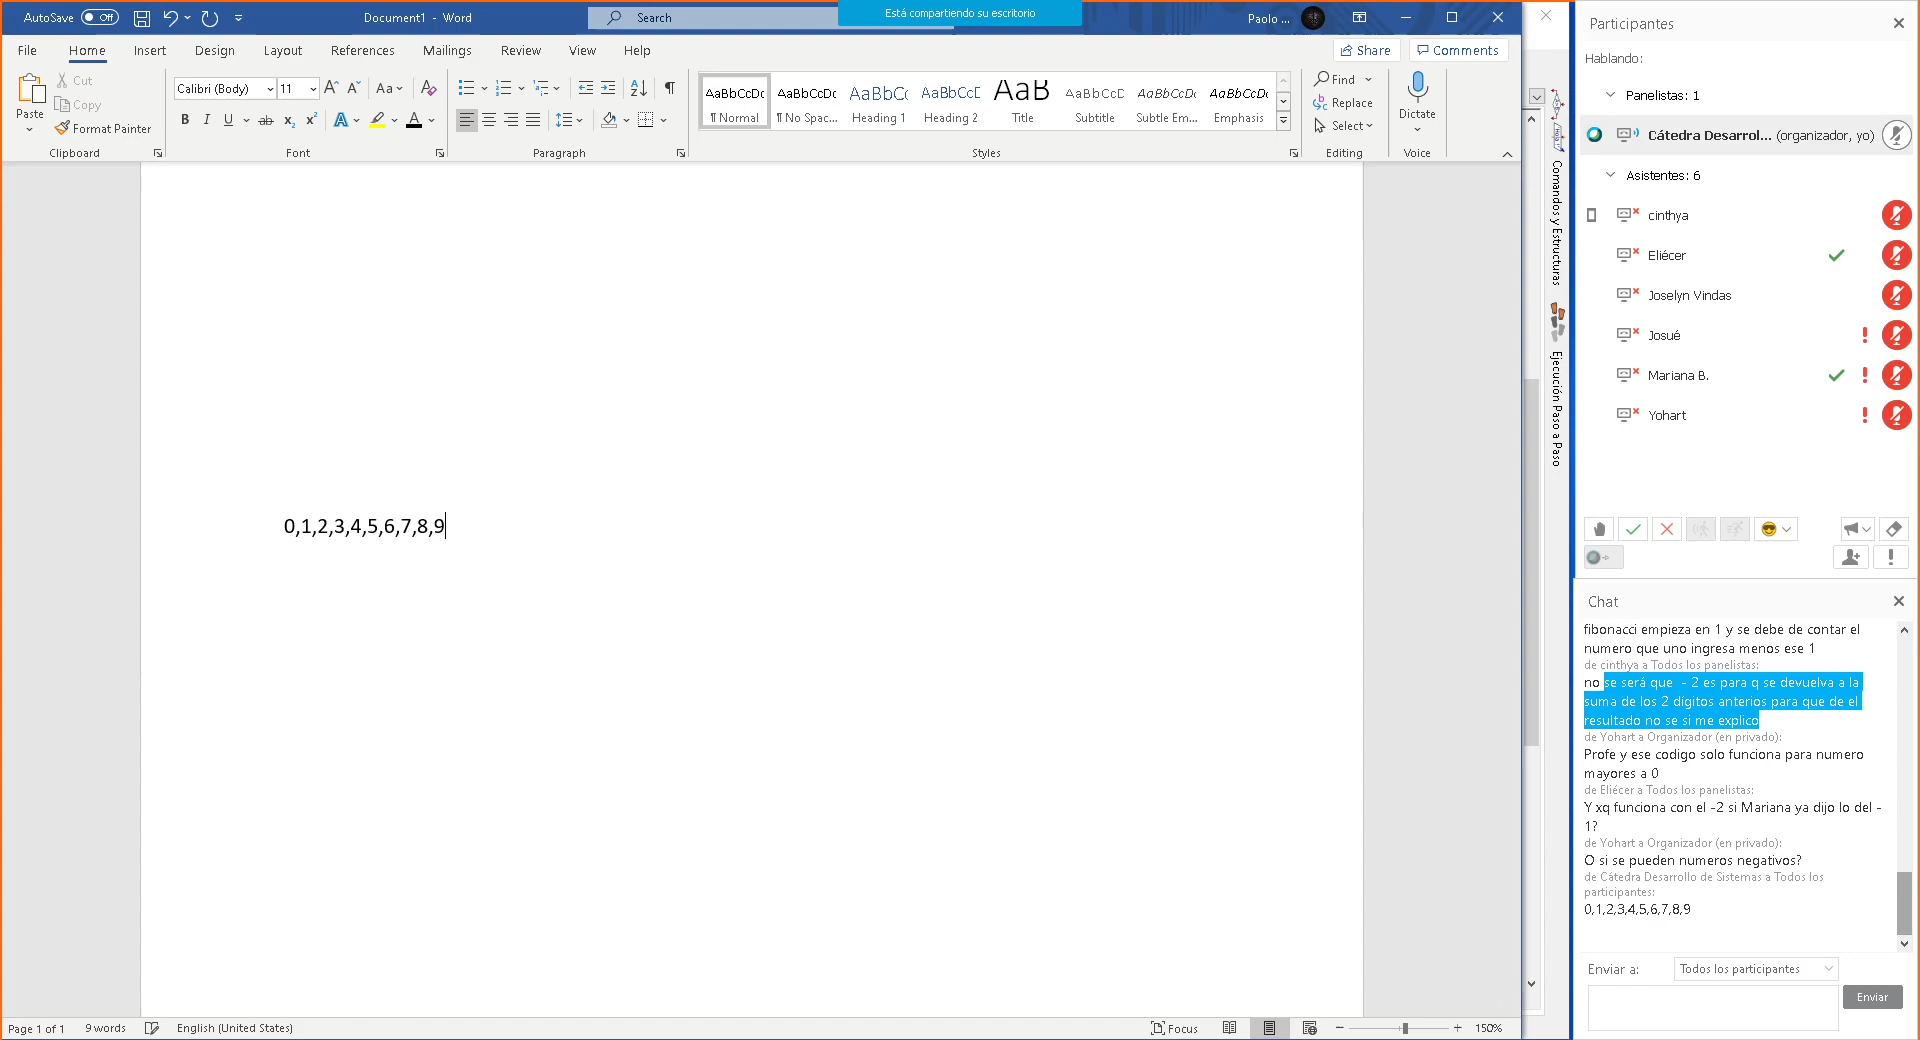 AutoSave Off
Document1 - Word
Search
Está compartiendo su escritorio
Paolo ...
File Home Insert Design Layout References Mailings Review View Help
Share Comments
Paste
Cut
Copy
Format Painter
Clipboard
Calibri (Body) 11
Aa
Font
Paragraph
AaBbCcDc AaBbCcDc AaBbCc AaBbCcD AaB AaBbCcD AaBbCcDc AaBbCcDc
¶ Normal ¶ No Spac... Heading 1 Heading 2 Title Subtitle Subtle Em... Emphasis
Styles
Find
Replace
Select
Editing
Dictate
Voice
0,1,2,3,4,5,6,7,8,9
Page 1 of 1 9 words English (United States)
Focus
150%
Comandos y Estructuras
Ejecución Paso a Paso
Participantes
Hablando:
Panelistas: 1
Cátedra Desarrol... (organizador, yo)
Asistentes: 6
cinthya
Eliécer
Joselyn Vindas
Josué
Mariana B.
Yohart
Chat
fibonacci empieza en 1 y se debe de contar el
numero que uno ingresa menos ese 1
de cinthya a Todos los panelistas:
no se será que - 2 es para q se devuelva a la
suma de los 2 dígitos anterios para que de el
resultado no se si me explico
de Yohart a Organizador (en privado):
Profe y ese codigo solo funciona para numero
mayores a 0
de Eliécer a Todos los panelistas:
Y xq funciona con el -2 si Mariana ya dijo lo del -
1?
de Yohart a Organizador (en privado):
O si se pueden numeros negativos?
de Cátedra Desarrollo de Sistemas a Todos los
participantes:
0,1,2,3,4,5,6,7,8,9
Enviar a: Todos los participantes
Enviar